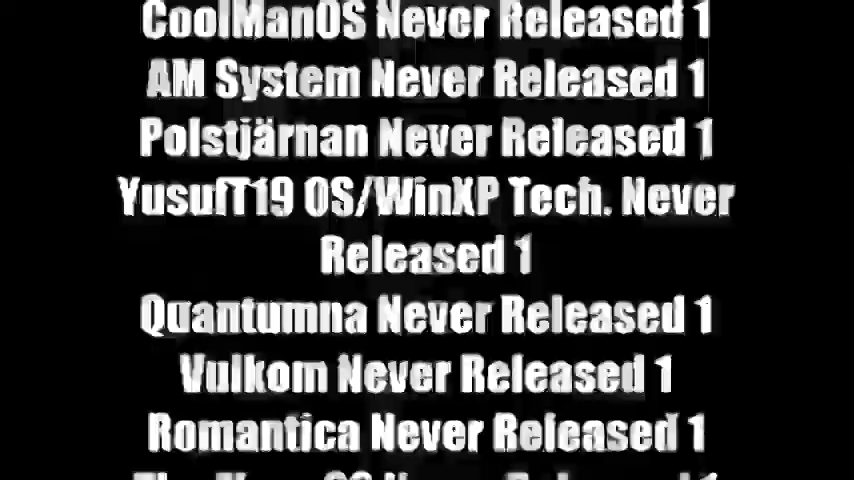 CoolManOS Never Released 1
AM System Never Released 1
Polstjärnan Never Released 1
YusufT19 OS/WinXP Tech. Never
Released 1
Quantumna Never Released 1
Vulkom Never Released 1
Romantica Never Released 1